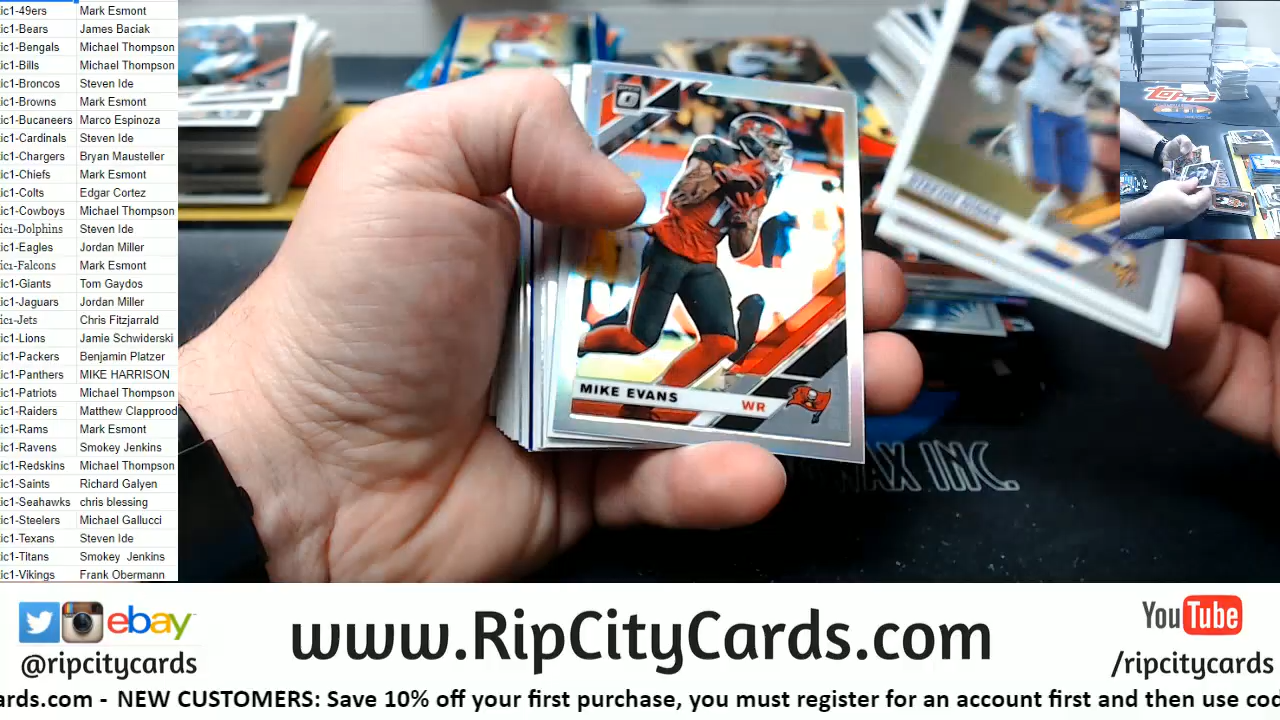 ic1-49ers Mark Esmont
ic1-Bears James Baciak
ic1-Bengals Michael Thompson
ic1-Bills Michael Thompson
ic1-Broncos Steven Ide
ic1-Browns Mark Esmont
ic1-Bucaneers Marco Espinoza
ic1-Cardinals Steven Ide
ic1-Chargers Bryan Mausteller
ic1-Chiefs Mark Esmont
ic1-Colts Edgar Cortez
ic1-Cowboys Michael Thompson
ic1-Dolphins Steven Ide
ic1-Eagles Jordan Miller
ic1-Falcons Mark Esmont
ic1-Giants Tom Gaydos
ic1-Jaguars Jordan Miller
ic1-Jets Chris Fitzjarrald
ic1-Lions Jamie Schwiderski
ic1-Packers Benjamin Platzer
ic1-Panthers MIKE HARRISON
ic1-Patriots Michael Thompson
ic1-Raiders Matthew Clapprood
ic1-Rams Mark Esmont
ic1-Ravens Smokey Jenkins
ic1-Redskins Michael Thompson
ic1-Saints Richard Galyen
ic1-Seahawks chris blessing
ic1-Steelers Michael Gallucci
ic1-Texans Steven Ide
ic1-Titans Smokey Jenkins
ic1-Vikings Frank Obermann
MIKE EVANS
WR
AX INC.
Topps
ebay
@ripcitycards
www.RipCityCards.com
YouTube
/ripcitycards
ards.com - NEW CUSTOMERS: Save 10% off your first purchase, you must register for an account first and then use cod